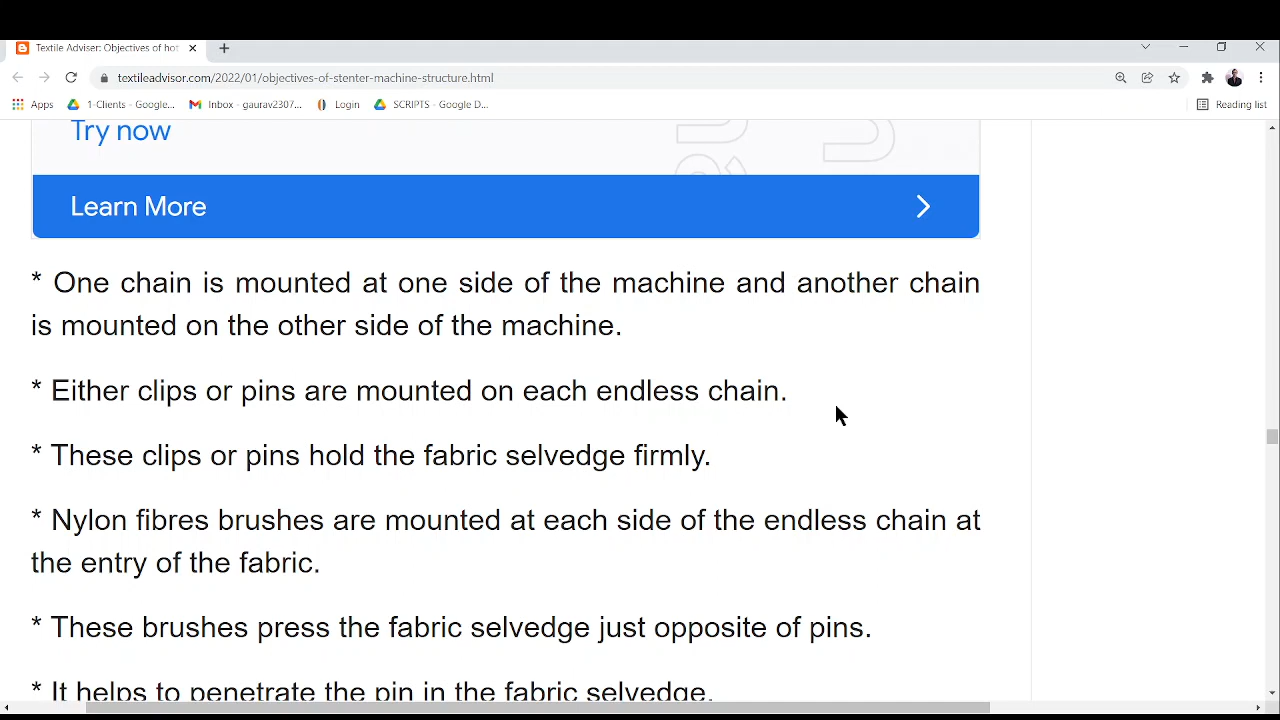 Textile Adviser: Objectives of hot
textileadvisor.com/2022/01/objectives-of-stenter-machine-structure.html
Apps 1-Clients - Google... Inbox - gaurav2307... Login SCRIPTS - Google D... Reading list
Try now
Learn More
* One chain is mounted at one side of the machine and another chain
is mounted on the other side of the machine.
* Either clips or pins are mounted on each endless chain.
* These clips or pins hold the fabric selvedge firmly.
* Nylon fibres brushes are mounted at each side of the endless chain at
the entry of the fabric.
* These brushes press the fabric selvedge just opposite of pins.
* It helps to penetrate the pin in the fabric selvedge.